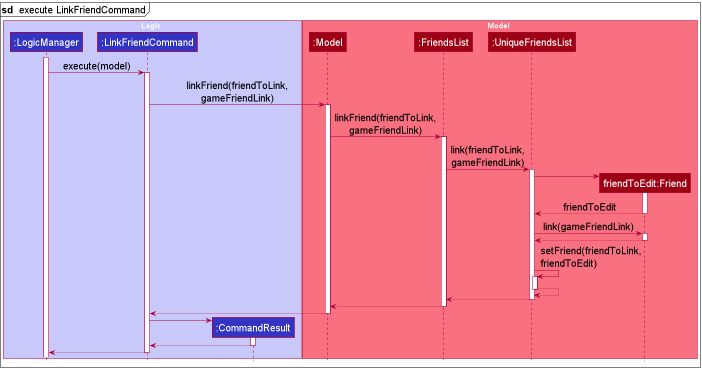 sd execute LinkFriendCommand
Logic
Model
:LogicManager
:LinkFriendCommand
:Model
:FriendsList
:UniqueFriendsList
execute(model)
linkFriend(friendToLink,
gameFriendLink)
linkFriend(friendToLink,
gameFriendLink)
link(friendToLink,
gameFriendLink)
friendToEdit:Friend
friendToEdit
link(gameFriendLink)
setFriend(friendToLink,
friendToEdit)
:CommandResult